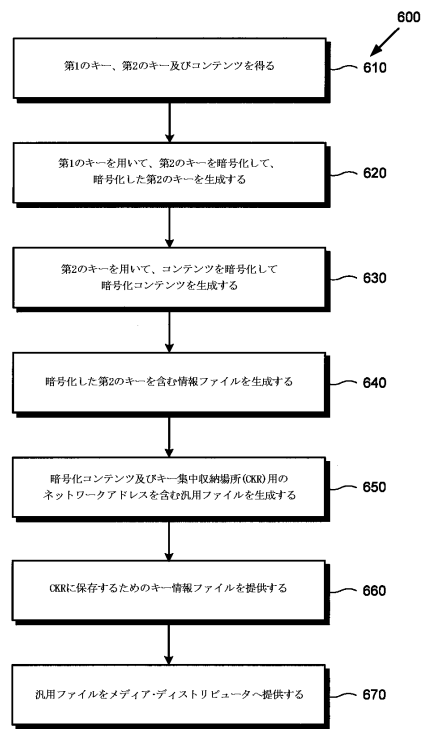 600
第1のキー、第2のキー及びコンテンツを得る
610
第1のキーを用いて、第2のキーを暗号化して、
暗号化した第2のキーを生成する
620
第2のキーを用いて、コンテンツを暗号化して
暗号化コンテンツを生成する
630
暗号化した第2のキーを含む情報ファイルを生成する
640
暗号化コンテンツ及びキー集中収納場所(CKR)用の
ネットワークアドレスを含む汎用ファイルを生成する
650
CKRに保存するためのキー情報ファイルを提供する
660
汎用ファイルをメディア・ディストリビュータへ提供する
670